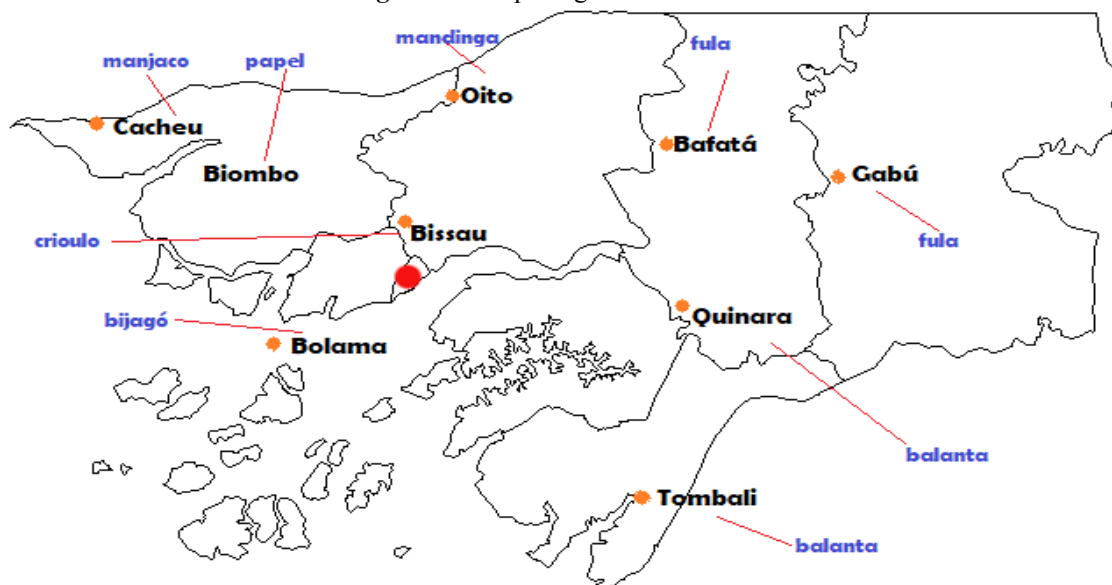 mandinga
fula
manjaco
papel
Oito
Cacheu
Bafatá
Biombo
Gabú
Bissau
crioulo
fula
bijagó
Quinara
Bolama
balanta
Tombali
balanta